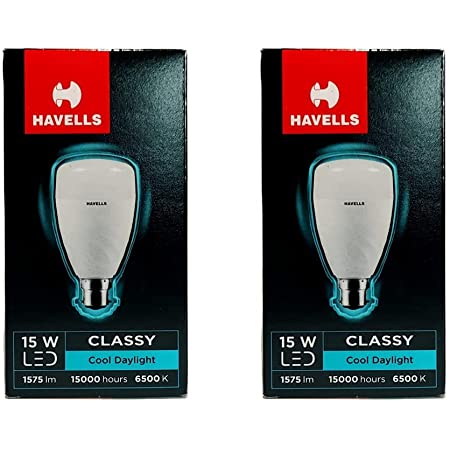 HAVELLS
HAVELLS
15 W
LED
CLASSY
Cool Daylight
1575 lm 15000 hours 6500 K
HAVELLS
HAVELLS
15 W
LED
CLASSY
Cool Daylight
1575 lm 15000 hours 6500 K